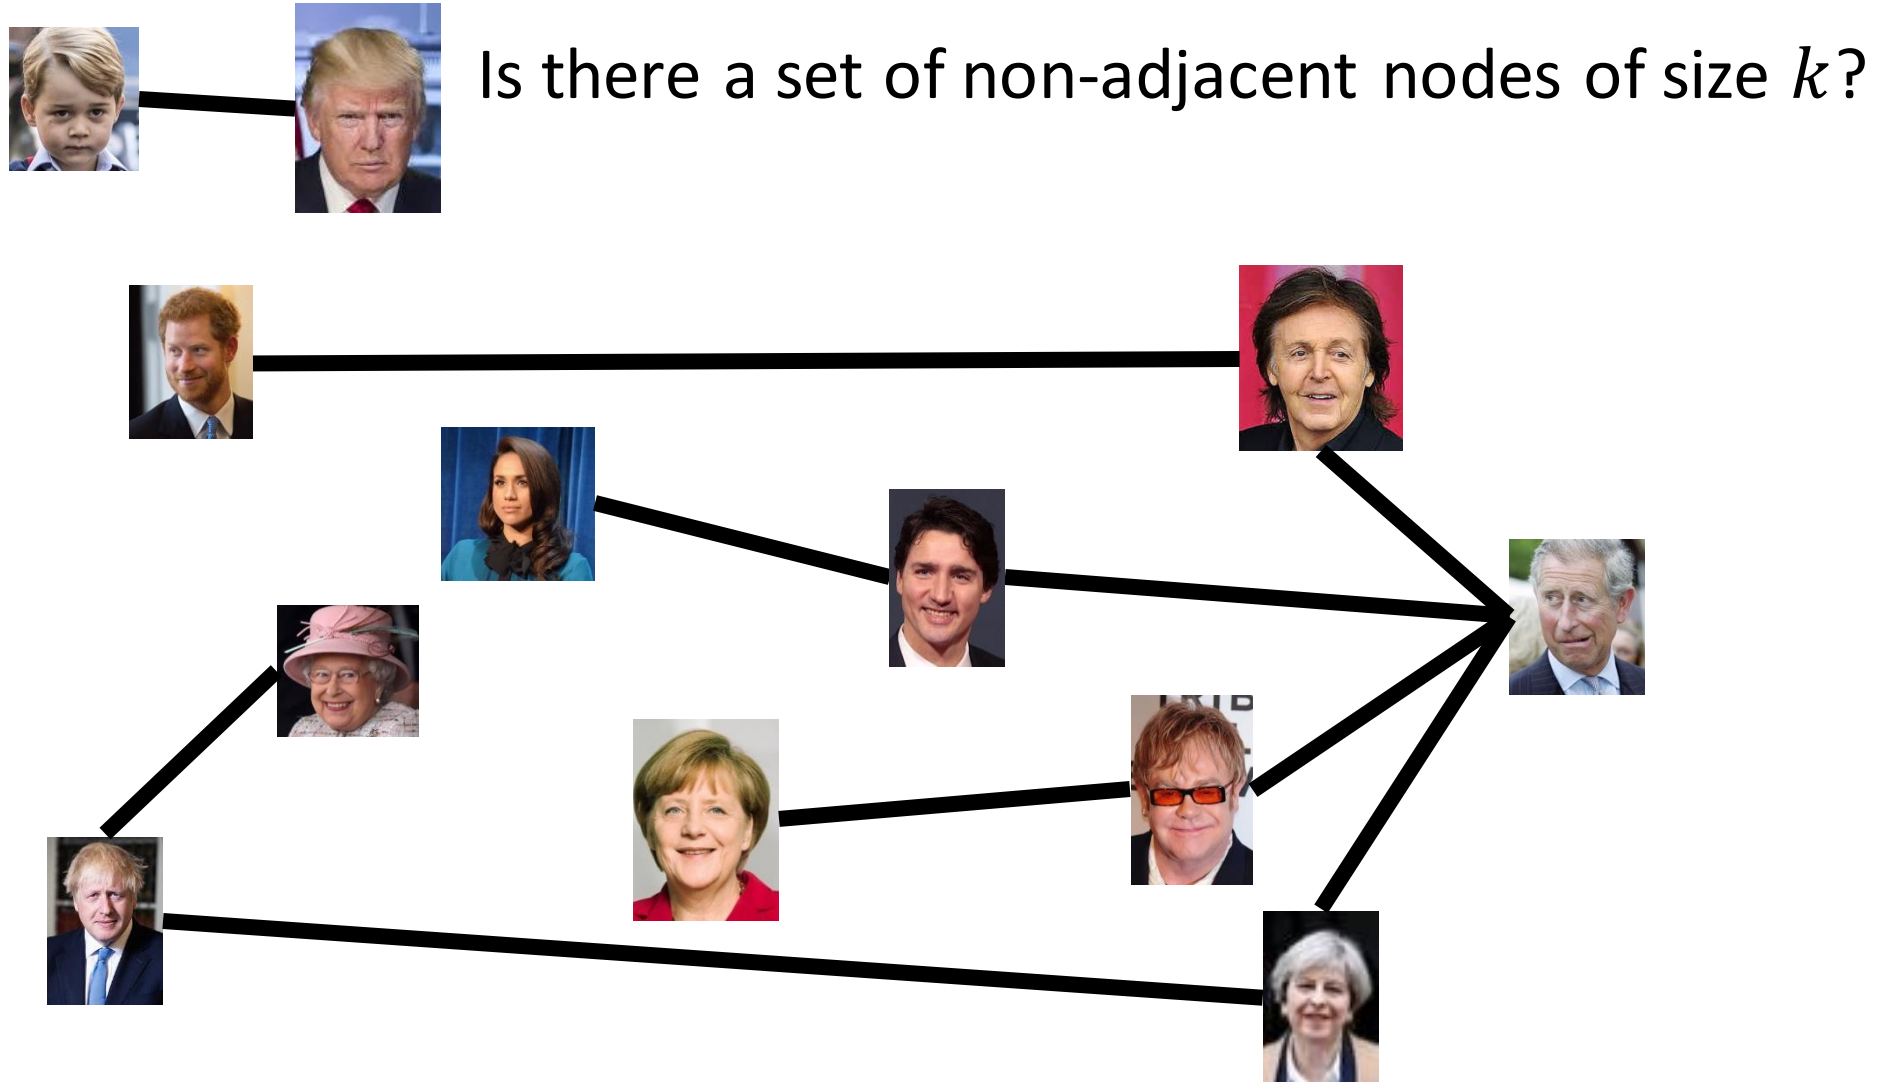 Is there a set of non-adjacent nodes of size k?